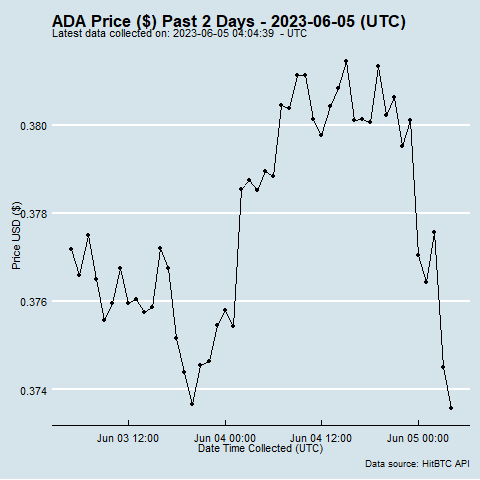 ADA Price ($) Past 2 Days - 2023-06-05 (UTC)
Latest data collected on: 2023-06-05 04:04:39 - UTC
0.380
0.378
0.376
0.374
Price USD ($)
Jun 03 12:00 Jun 04 00:00 Jun 04 12:00 Jun 05 00:00
Date Time Collected (UTC)
Data source: HitBTC API